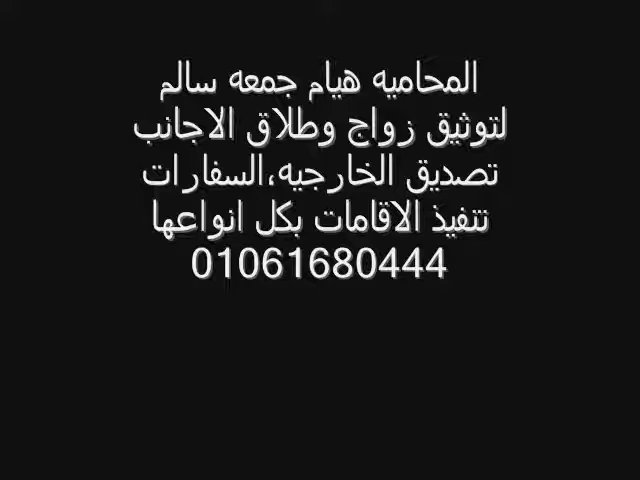 المحاميه هيام جمعه سالم
لتوثيق زواج وطلاق الاجانب
تصديق الخارجيه،السفارات
تنفيذ الاقامات بكل انواعها
01061680444